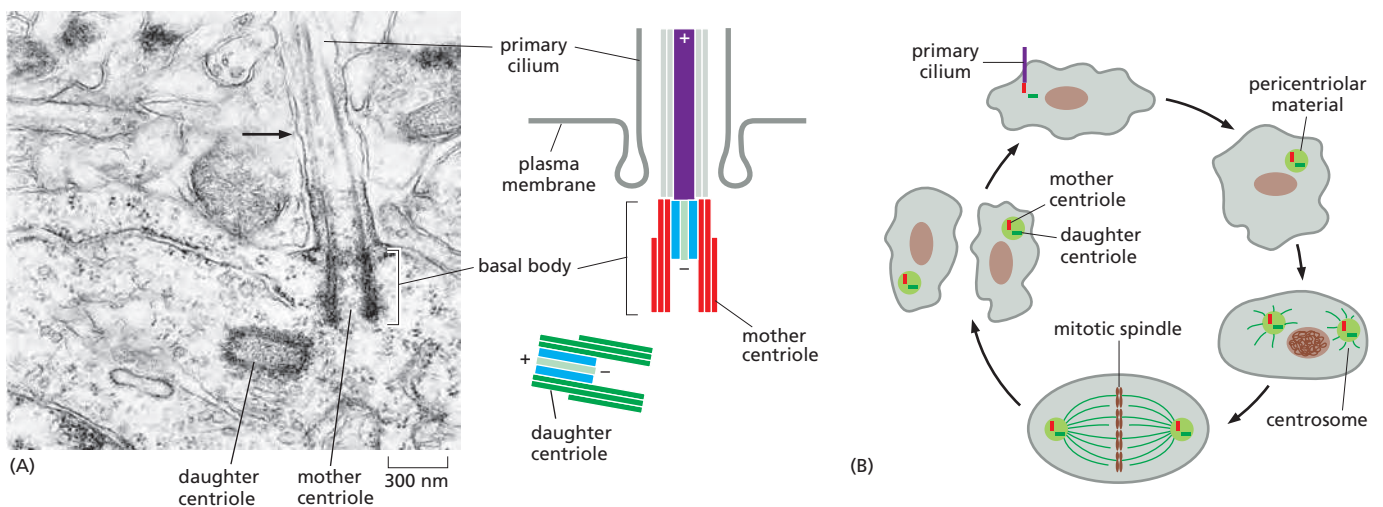 primary
cilium
+
plasma
membrane
basal body
−
mother
centriole
+
−
daughter
centriole
(A)
daughter
centriole
mother
centriole
300 nm
primary
cilium
pericentriolar
material
mother
centriole
daughter
centriole
mitotic spindle
centrosome
(B)